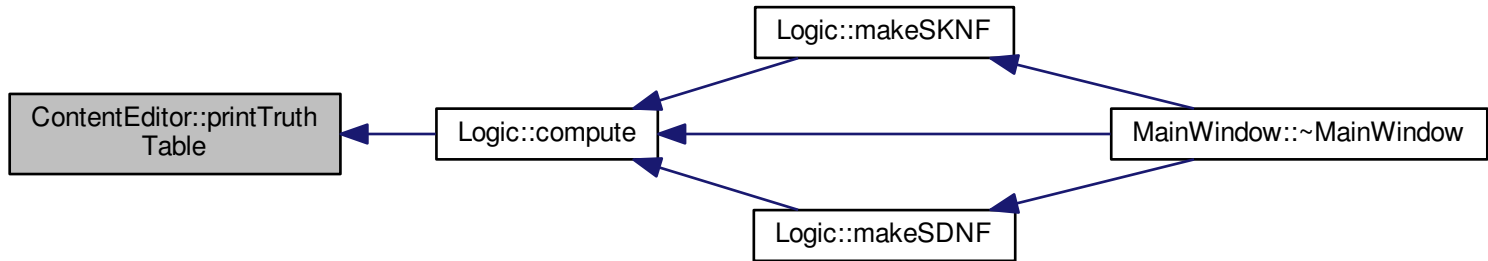 Logic::makeSKNF
ContentEditor::printTruth
Table
Logic::compute
MainWindow::~MainWindow
Logic::makeSDNF